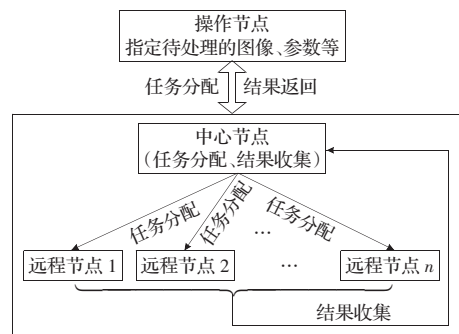 操作节点
指定待处理的图像、参数等
任务分配 结果返回
中心节点
(任务分配、结果收集)
任务分配 任务分配 … 任务分配
远程节点 1 远程节点 2 … 远程节点 n
结果收集